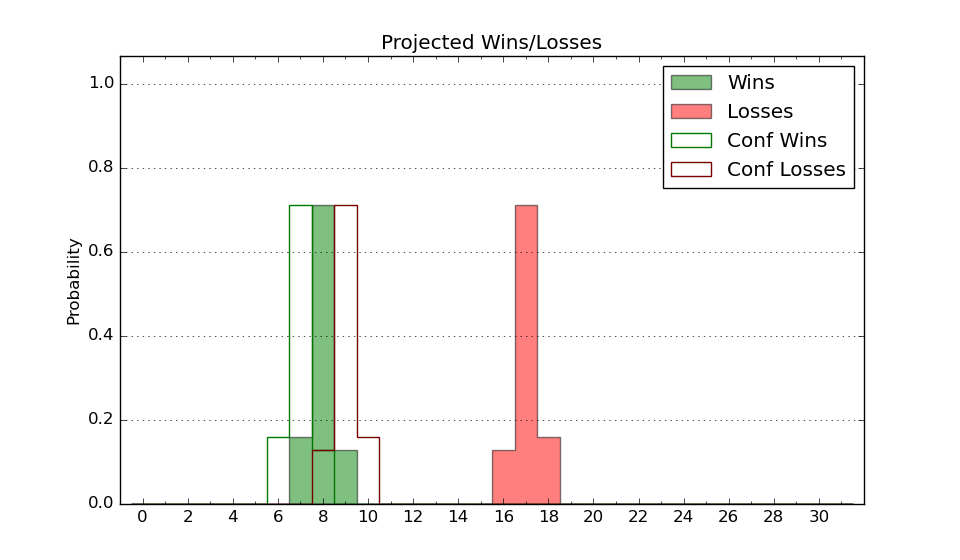 Projected Wins/Losses
Probability
1.0
0.8
0.6
0.4
0.2
0.0
Wins
Losses
Conf Wins
Conf Losses
0 2 4 6 8 10 12 14 16 18 20 22 24 26 28 30